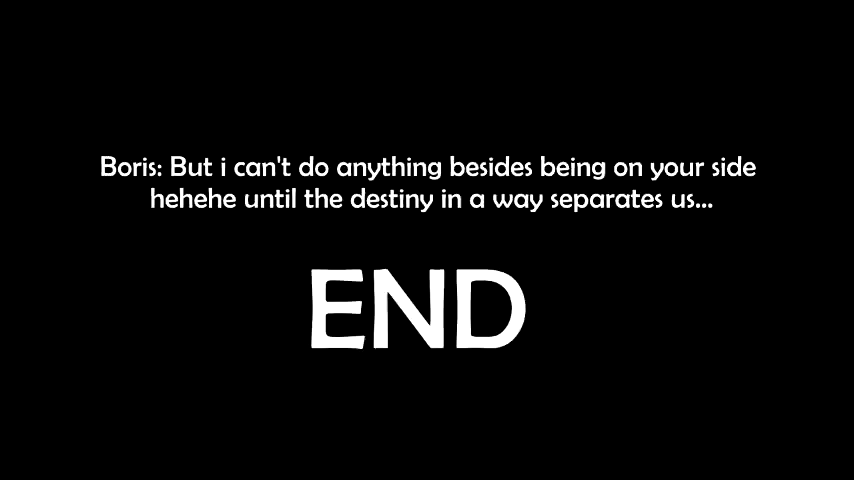 Boris: But i can't do anything besides being on your side
hehehe until the destiny in a way separates us...
END